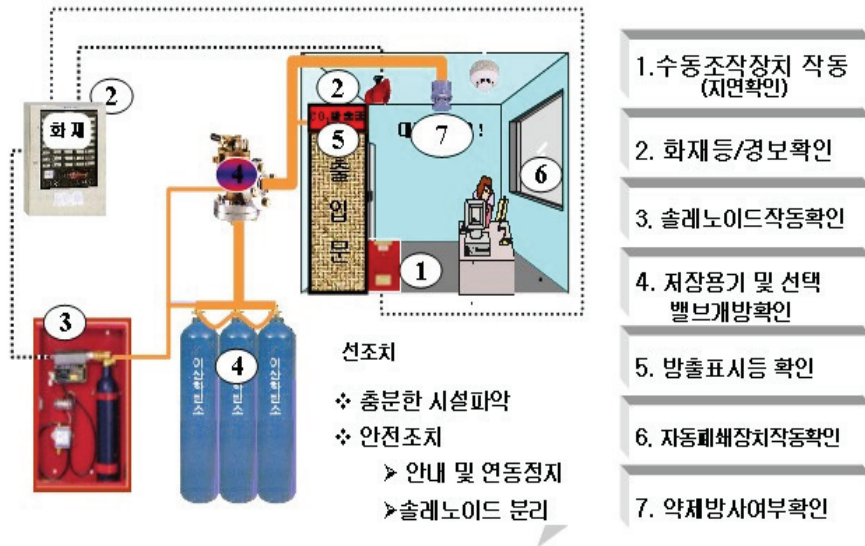 화재
2
4
3
이산화탄소
이산화탄소
4
2
5
출입문
7
!
6
1
선조치
❖ 충분한 시설파악
❖ 안전조치
➢ 안내 및 연동정지
➢솔레노이드 분리
1.수동조작장치 작동
(지연확인)
2. 화재등/경보확인
3. 솔레노이드작동확인
4. 저장용기 및 선택
밸브개방확인
5. 방출표시등 확인
6. 자동폐쇄장치작동확인
7. 약제방사여부확인